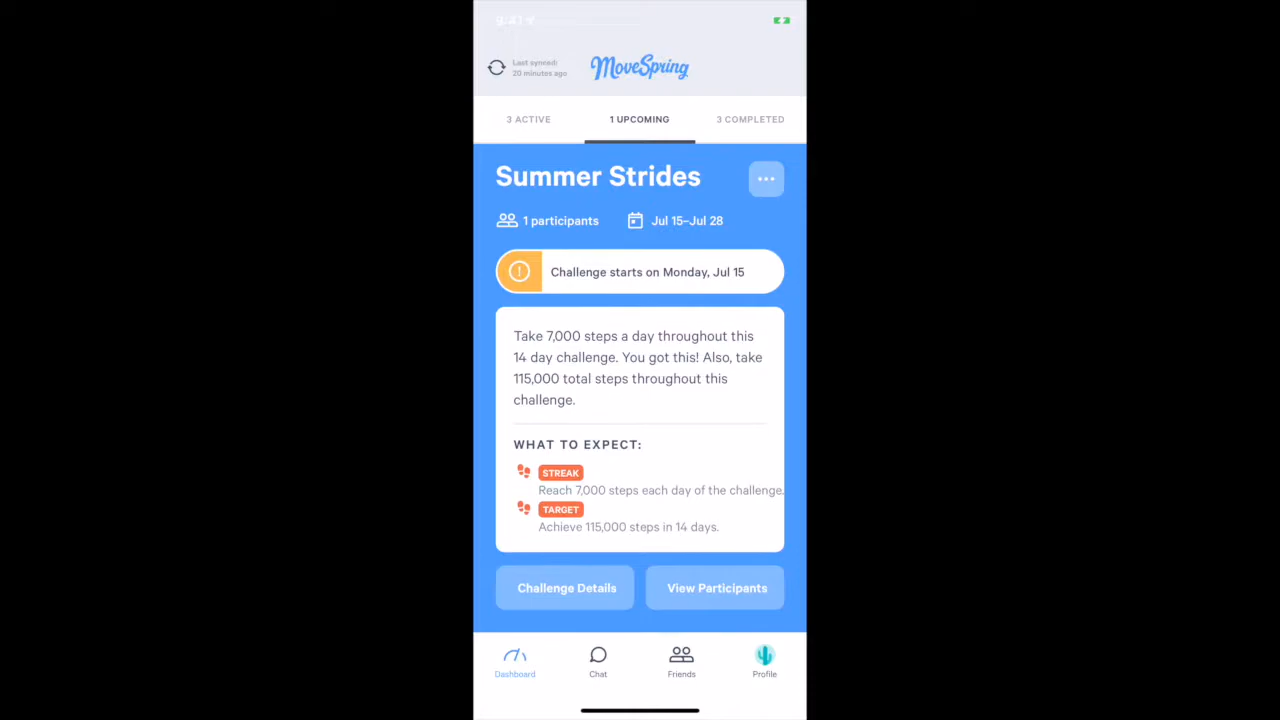 9:41
Last synced:
20 minutes ago
MoveSpring
3 ACTIVE
1 UPCOMING
3 COMPLETED
Summer Strides
1 participants
Jul 15–Jul 28
Challenge starts on Monday, Jul 15
Take 7,000 steps a day throughout this
14 day challenge. You got this! Also, take
115,000 total steps throughout this
challenge.
WHAT TO EXPECT:
STREAK
Reach 7,000 steps each day of the challenge.
TARGET
Achieve 115,000 steps in 14 days.
Challenge Details
View Participants
Dashboard
Chat
Friends
Profile